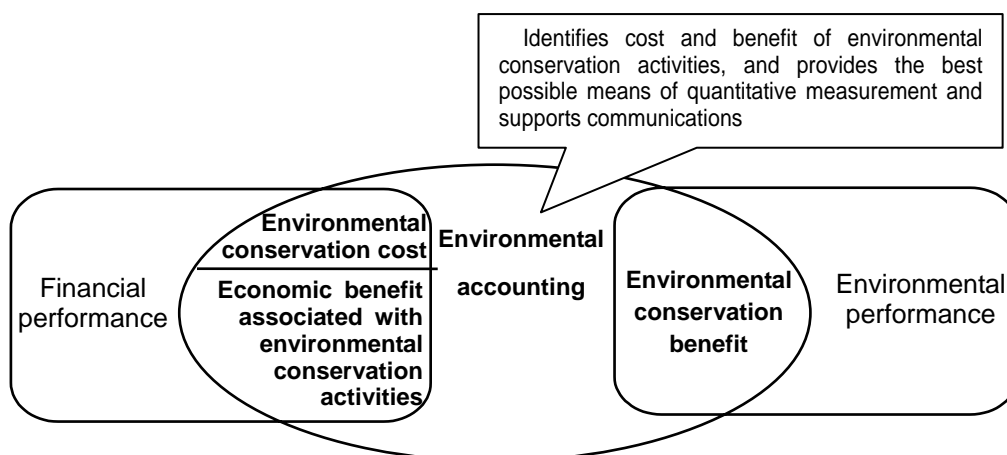 Identifies cost and benefit of environmental
conservation activities, and provides the best
possible means of quantitative measurement and
supports communications
Financial
performance
Environmental
conservation cost
Economic benefit
associated with
environmental
conservation
activities
Environmental
accounting
Environmental
conservation
benefit
Environmental
performance